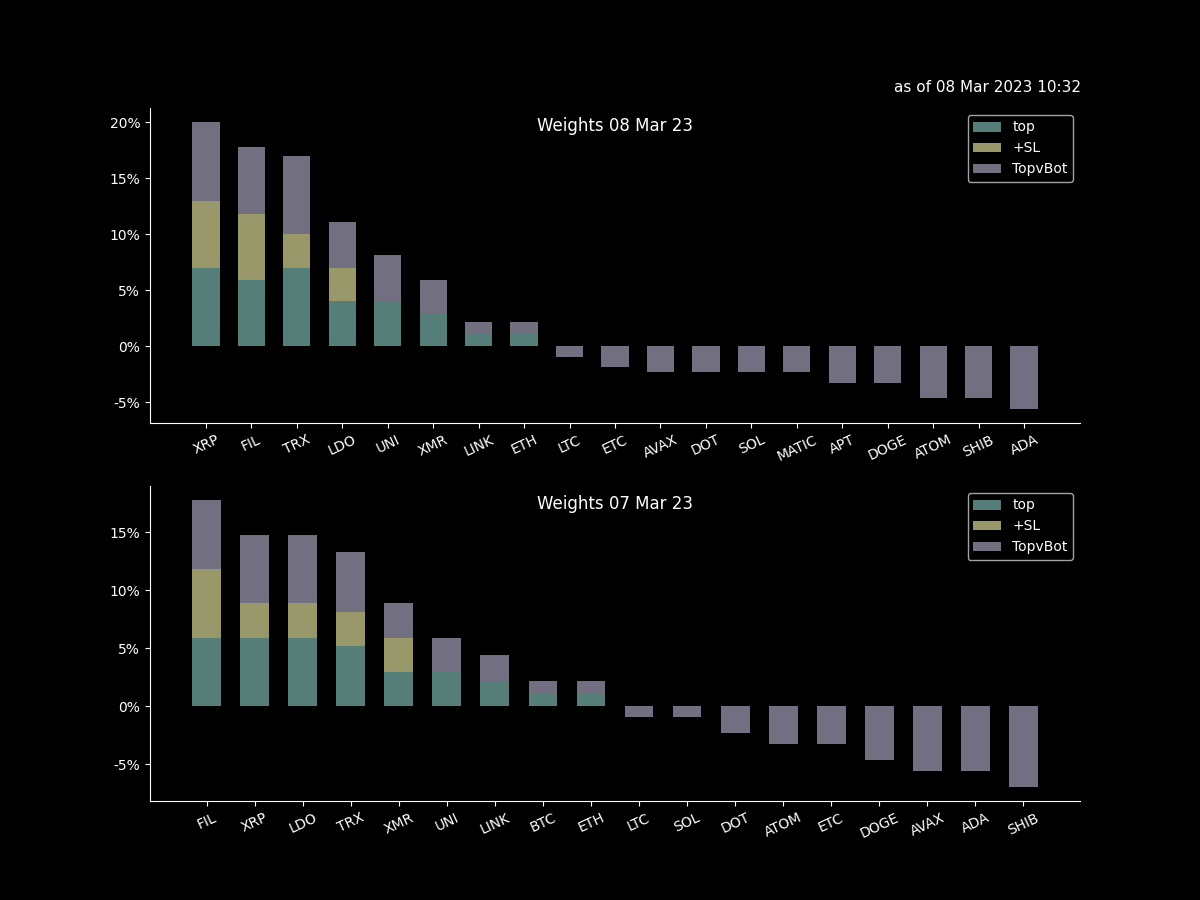 as of 08 Mar 2023 10:32
Weights 08 Mar 23
top
+SL
TopvBot
20%
15%
10%
5%
0%
-5%
XRP FIL TRX LDO UNI XMR LINK ETH LTC ETC AVAX DOT SOL MATIC APT DOGE ATOM SHIB ADA
Weights 07 Mar 23
top
+SL
TopvBot
15%
10%
5%
0%
-5%
FIL XRP LDO TRX XMR UNI LINK BTC ETH LTC SOL DOT ATOM ETC DOGE AVAX ADA SHIB